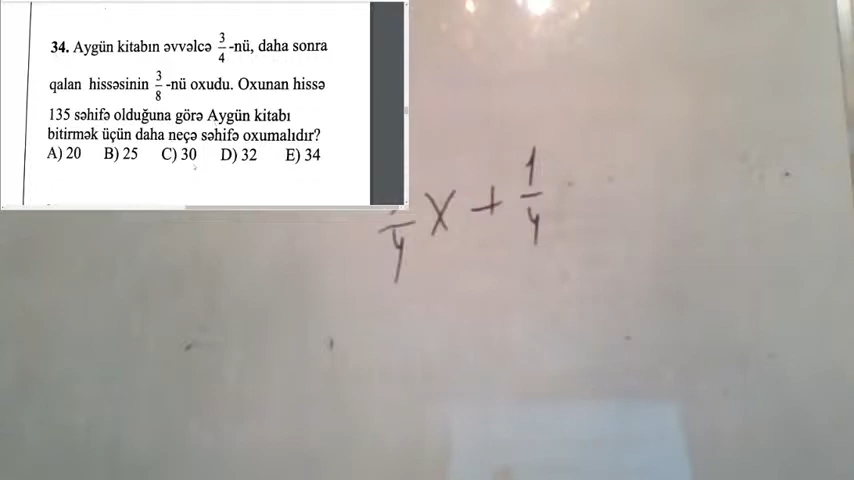 34. Aygün kitabın əvvəlcə 3/4 -nü, daha sonra
qalan hissəsinin 3/8 -nü oxudu. Oxunan hissə
135 səhifə olduğuna görə Aygün kitabı
bitirmək üçün daha neçə səhifə oxumalıdır?
A) 20 B) 25 C) 30 D) 32 E) 34
/4 X + 1/4